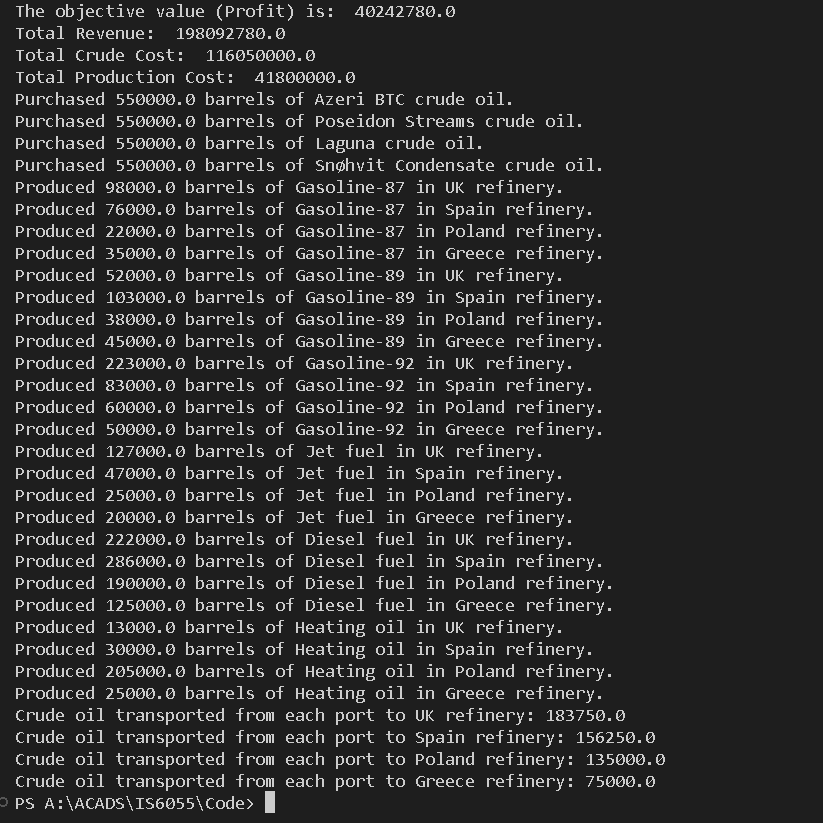 The objective value (Profit) is:  40242780.0
Total Revenue:  198092780.0
Total Crude Cost:  116050000.0
Total Production Cost:  41800000.0
Purchased 550000.0 barrels of Azeri BTC crude oil.
Purchased 550000.0 barrels of Poseidon Streams crude oil.
Purchased 550000.0 barrels of Laguna crude oil.
Purchased 550000.0 barrels of Snøhvit Condensate crude oil.
Produced 98000.0 barrels of Gasoline-87 in UK refinery.
Produced 76000.0 barrels of Gasoline-87 in Spain refinery.
Produced 22000.0 barrels of Gasoline-87 in Poland refinery.
Produced 35000.0 barrels of Gasoline-87 in Greece refinery.
Produced 52000.0 barrels of Gasoline-89 in UK refinery.
Produced 103000.0 barrels of Gasoline-89 in Spain refinery.
Produced 38000.0 barrels of Gasoline-89 in Poland refinery.
Produced 45000.0 barrels of Gasoline-89 in Greece refinery.
Produced 223000.0 barrels of Gasoline-92 in UK refinery.
Produced 83000.0 barrels of Gasoline-92 in Spain refinery.
Produced 60000.0 barrels of Gasoline-92 in Poland refinery.
Produced 50000.0 barrels of Gasoline-92 in Greece refinery.
Produced 127000.0 barrels of Jet fuel in UK refinery.
Produced 47000.0 barrels of Jet fuel in Spain refinery.
Produced 25000.0 barrels of Jet fuel in Poland refinery.
Produced 20000.0 barrels of Jet fuel in Greece refinery.
Produced 222000.0 barrels of Diesel fuel in UK refinery.
Produced 286000.0 barrels of Diesel fuel in Spain refinery.
Produced 190000.0 barrels of Diesel fuel in Poland refinery.
Produced 125000.0 barrels of Diesel fuel in Greece refinery.
Produced 13000.0 barrels of Heating oil in UK refinery.
Produced 30000.0 barrels of Heating oil in Spain refinery.
Produced 205000.0 barrels of Heating oil in Poland refinery.
Produced 25000.0 barrels of Heating oil in Greece refinery.
Crude oil transported from each port to UK refinery: 183750.0
Crude oil transported from each port to Spain refinery: 156250.0
Crude oil transported from each port to Poland refinery: 135000.0
Crude oil transported from each port to Greece refinery: 75000.0
PS A:\ACADS\IS6055\Code>